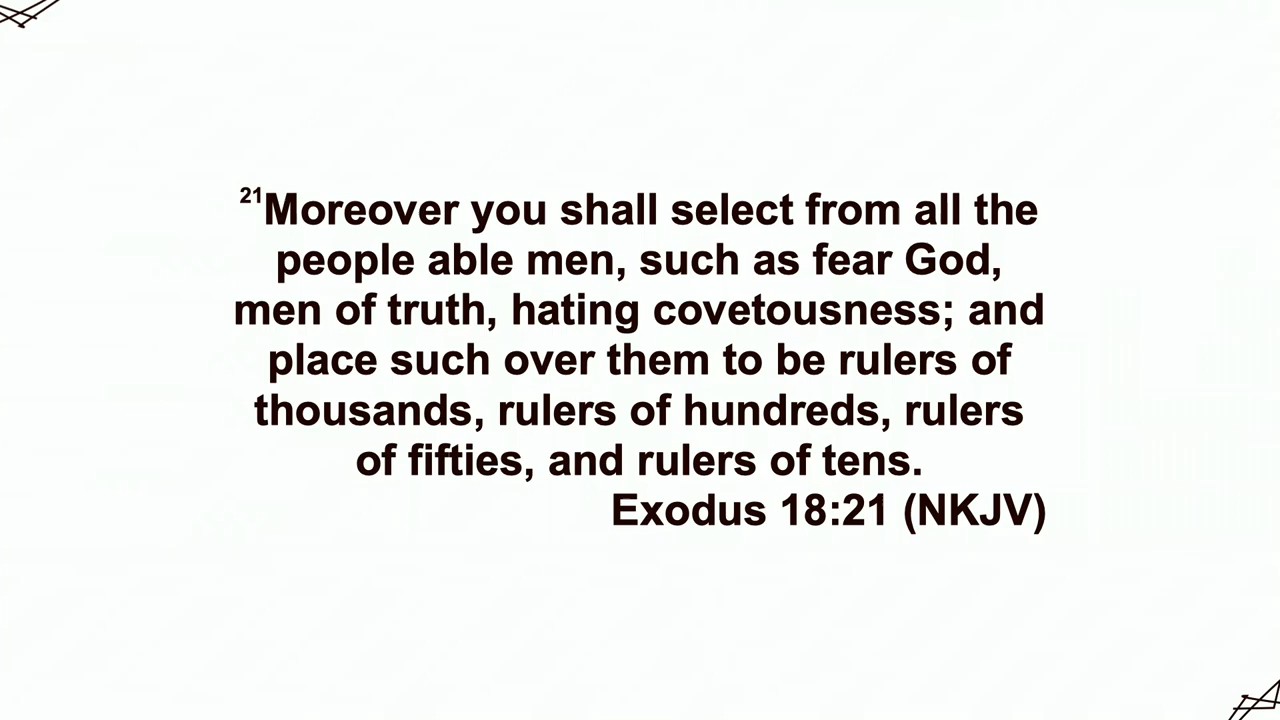 21Moreover you shall select from all the
people able men, such as fear God,
men of truth, hating covetousness; and
place such over them to be rulers of
thousands, rulers of hundreds, rulers
of fifties, and rulers of tens.
Exodus 18:21 (NKJV)